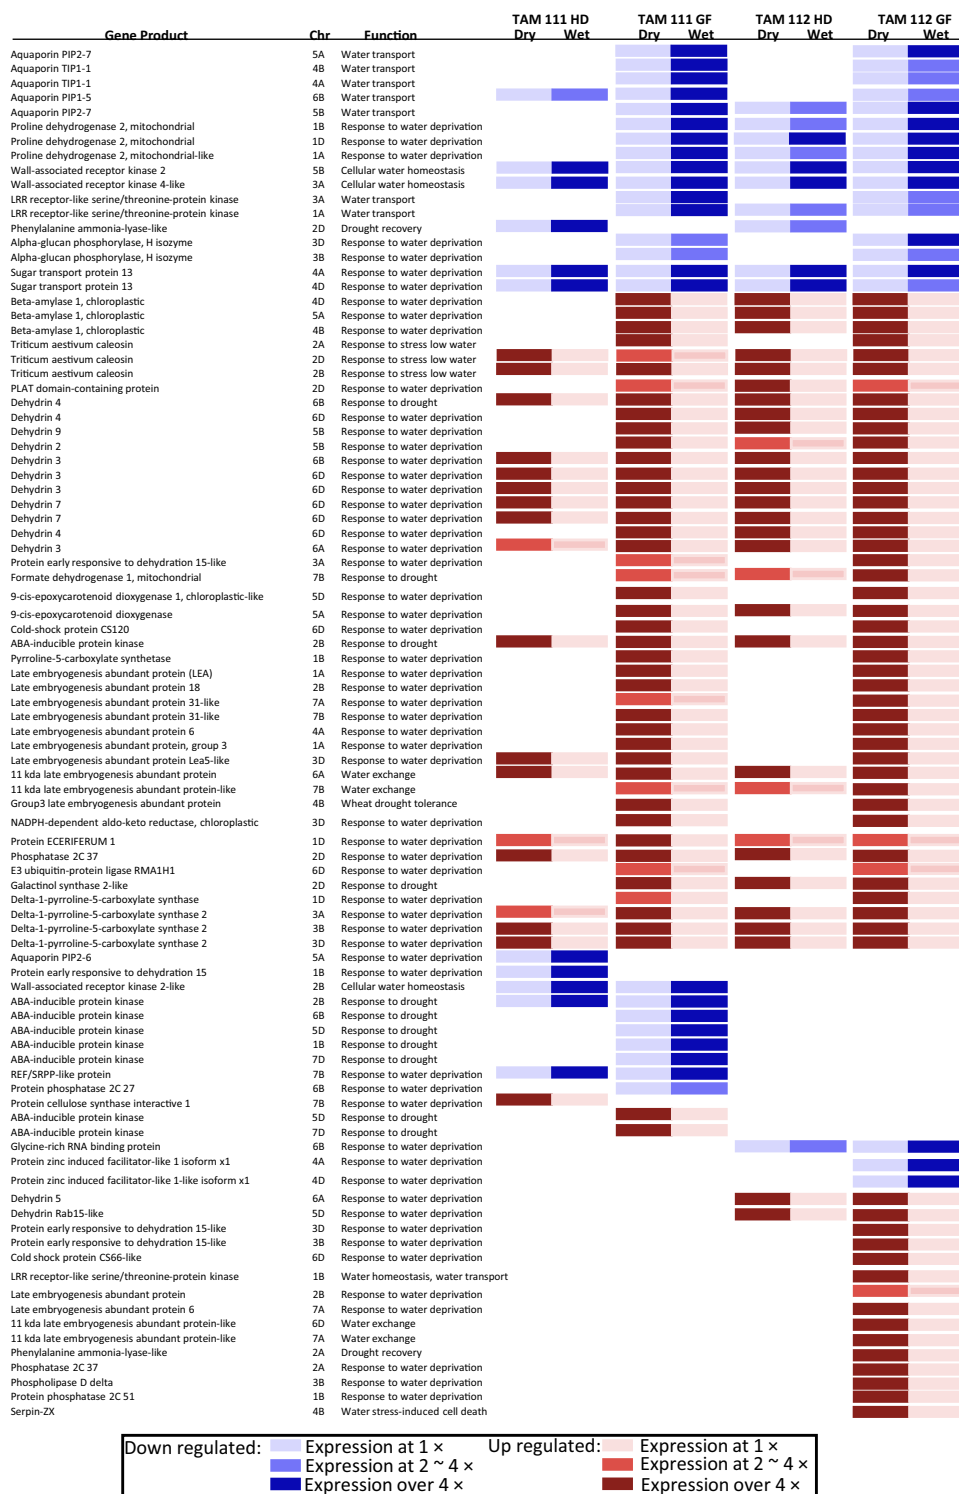 TAM 111 HD TAM 111 GF TAM 112 HD TAM 112 GF
Gene Product Chr Function Dry Wet Dry Wet Dry Wet Dry Wet
Aquaporin PIP2-7 5A Water transport
Aquaporin TIP1-1 4B Water transport
Aquaporin TIP1-1 4A Water transport
Aquaporin PIP1-5 6B Water transport
Aquaporin PIP2-7 5B Water transport
Proline dehydrogenase 2, mitochondrial 1B Response to water deprivation
Proline dehydrogenase 2, mitochondrial 1D Response to water deprivation
Proline dehydrogenase 2, mitochondrial-like 1A Response to water deprivation
Wall-associated receptor kinase 2 5B Cellular water homeostasis
Wall-associated receptor kinase 4-like 3A Cellular water homeostasis
LRR receptor-like serine/threonine-protein kinase 3A Water transport
LRR receptor-like serine/threonine-protein kinase 1A Water transport
Phenylalanine ammonia-lyase-like 2D Drought recovery
Alpha-glucan phosphorylase, H isozyme 3D Response to water deprivation
Alpha-glucan phosphorylase, H isozyme 3B Response to water deprivation
Sugar transport protein 13 4A Response to water deprivation
Sugar transport protein 13 4D Response to water deprivation
Beta-amylase 1, chloroplastic 4D Response to water deprivation
Beta-amylase 1, chloroplastic 5A Response to water deprivation
Beta-amylase 1, chloroplastic 4B Response to water deprivation
Triticum aestivum caleosin 2A Response to stress low water
Triticum aestivum caleosin 2D Response to stress low water
Triticum aestivum caleosin 2B Response to stress low water
PLAT domain-containing protein 2D Response to water deprivation
Dehydrin 4 6B Response to drought
Dehydrin 4 6D Response to water deprivation
Dehydrin 9 5B Response to water deprivation
Dehydrin 2 5B Response to water deprivation
Dehydrin 3 6B Response to water deprivation
Dehydrin 3 6D Response to water deprivation
Dehydrin 3 6D Response to water deprivation
Dehydrin 7 6D Response to water deprivation
Dehydrin 7 6D Response to water deprivation
Dehydrin 4 6D Response to water deprivation
Dehydrin 3 6A Response to water deprivation
Protein early responsive to dehydration 15-like 3A Response to water deprivation
Formate dehydrogenase 1, mitochondrial 7B Response to drought
9-cis-epoxycarotenoid dioxygenase 1, chloroplastic-like 5D Response to water deprivation
9-cis-epoxycarotenoid dioxygenase 5A Response to water deprivation
Cold-shock protein CS120 6D Response to water deprivation
ABA-inducible protein kinase 2B Response to drought
Pyrroline-5-carboxylate synthetase 1B Response to water deprivation
Late embryogenesis abundant protein (LEA) 1A Response to water deprivation
Late embryogenesis abundant protein 18 2B Response to water deprivation
Late embryogenesis abundant protein 31-like 7A Response to water deprivation
Late embryogenesis abundant protein 31-like 7B Response to water deprivation
Late embryogenesis abundant protein 6 4A Response to water deprivation
Late embryogenesis abundant protein, group 3 1A Response to water deprivation
Late embryogenesis abundant protein Lea5-like 3D Response to water deprivation
11 kda late embryogenesis abundant protein 6A Water exchange
11 kda late embryogenesis abundant protein-like 7B Water exchange
Group3 late embryogenesis abundant protein 4B Wheat drought tolerance
NADPH-dependent aldo-keto reductase, chloroplastic 3D Response to water deprivation
Protein ECERIFERUM 1 1D Response to water deprivation
Phosphatase 2C 37 2D Response to water deprivation
E3 ubiquitin-protein ligase RMA1H1 6D Response to water deprivation
Galactinol synthase 2-like 2D Response to drought
Delta-1-pyrroline-5-carboxylate synthase 1D Response to water deprivation
Delta-1-pyrroline-5-carboxylate synthase 2 3A Response to water deprivation
Delta-1-pyrroline-5-carboxylate synthase 2 3B Response to water deprivation
Delta-1-pyrroline-5-carboxylate synthase 2 3D Response to water deprivation
Aquaporin PIP2-6 5A Response to water deprivation
Protein early responsive to dehydration 15 1B Response to water deprivation
Wall-associated receptor kinase 2-like 2B Cellular water homeostasis
ABA-inducible protein kinase 2B Response to drought
ABA-inducible protein kinase 6B Response to drought
ABA-inducible protein kinase 5D Response to drought
ABA-inducible protein kinase 1B Response to drought
ABA-inducible protein kinase 7D Response to drought
REF/SRPP-like protein 7B Response to water deprivation
Protein phosphatase 2C 27 6B Response to water deprivation
Protein cellulose synthase interactive 1 7B Response to water deprivation
ABA-inducible protein kinase 5D Response to drought
ABA-inducible protein kinase 7D Response to drought
Glycine-rich RNA binding protein 6B Response to water deprivation
Protein zinc induced facilitator-like 1 isoform x1 4A Response to water deprivation
Protein zinc induced facilitator-like 1-like isoform x1 4D Response to water deprivation
Dehydrin 5 6A Response to water deprivation
Dehydrin Rab15-like 5D Response to water deprivation
Protein early responsive to dehydration 15-like 3D Response to water deprivation
Protein early responsive to dehydration 15-like 3B Response to water deprivation
Cold shock protein CS66-like 6D Response to water deprivation
LRR receptor-like serine/threonine-protein kinase 1B Water homeostasis, water transport
Late embryogenesis abundant protein 2B Response to water deprivation
Late embryogenesis abundant protein 6 7A Response to water deprivation
11 kda late embryogenesis abundant protein-like 6D Water exchange
11 kda late embryogenesis abundant protein-like 7A Water exchange
Phenylalanine ammonia-lyase-like 2A Drought recovery
Phosphatase 2C 37 2A Response to water deprivation
Phospholipase D delta 3B Response to water deprivation
Protein phosphatase 2C 51 1B Response to water deprivation
Serpin-ZX 4B Water stress-induced cell death
Down regulated: Expression at 1 × Up regulated: Expression at 1 ×
Expression at 2 ~ 4 × Expression at 2 ~ 4 ×
Expression over 4 × Expression over 4 ×